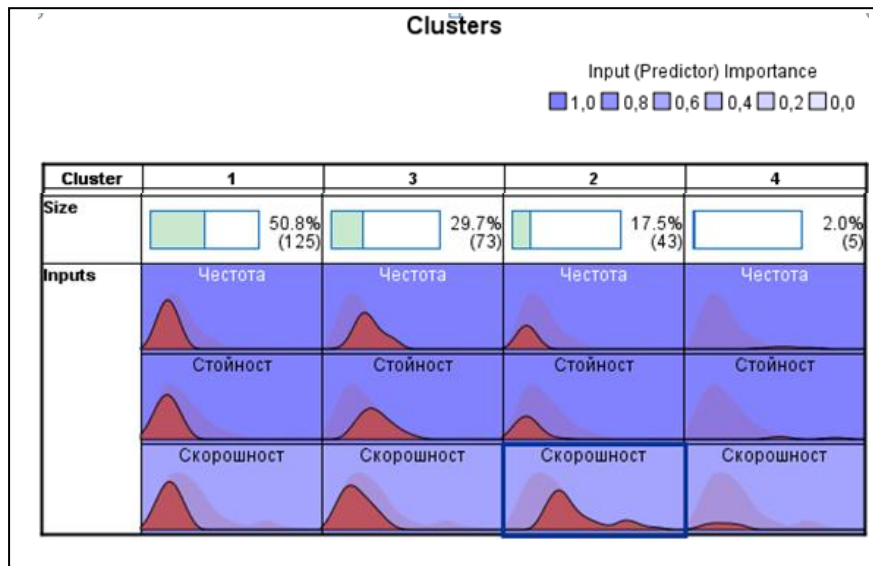 Clusters
Input (Predictor) Importance
1,0 0,8 0,6 0,4 0,2 0,0
Cluster 1 3 2 4
Size 50.8% 29.7% 17.5% 2.0%
(125) (73) (43) (5)
Inputs Честота Честота Честота Честота
Стойност Стойност Стойност Стойност
Скорошност Скорошност Скорошност Скорошност